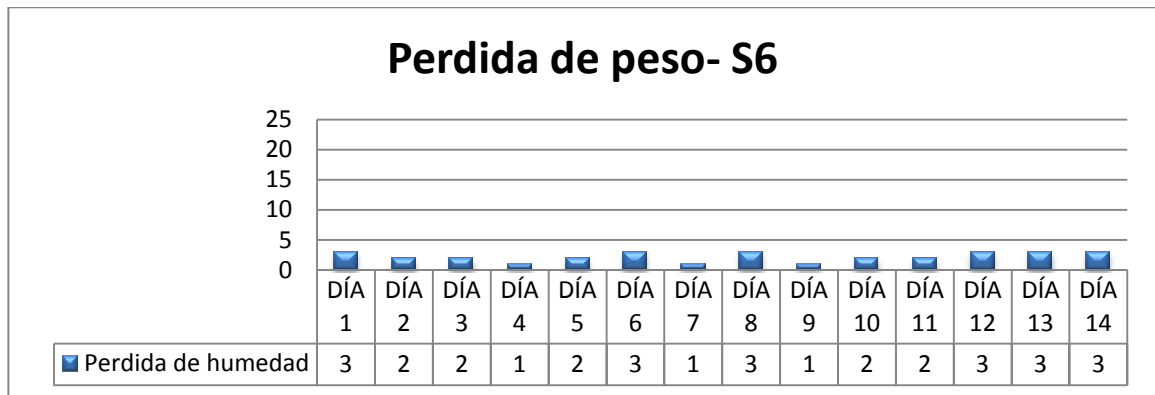 Perdida de peso- S6
25
20
15
10
5
0
DÍA 1 DÍA 2 DÍA 3 DÍA 4 DÍA 5 DÍA 6 DÍA 7 DÍA 8 DÍA 9 DÍA 10 DÍA 11 DÍA 12 DÍA 13 DÍA 14
Perdida de humedad 3 2 2 1 2 3 1 3 1 2 2 3 3 3